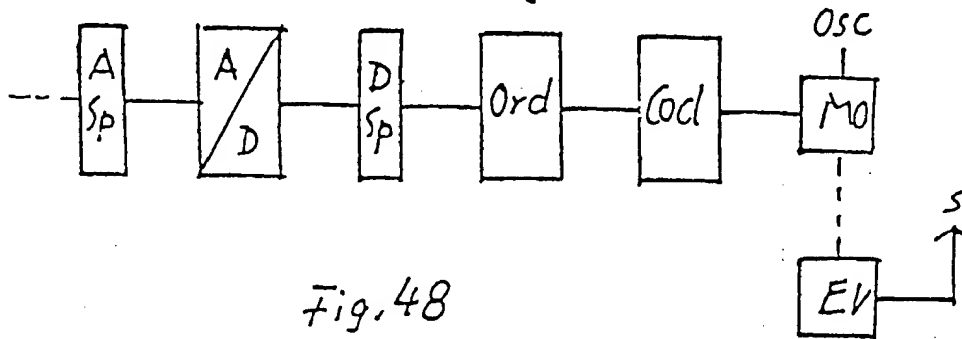 A Sp
A D
D Sp
Ord
Cod
Osc
MO
EV
S
Fig. 48